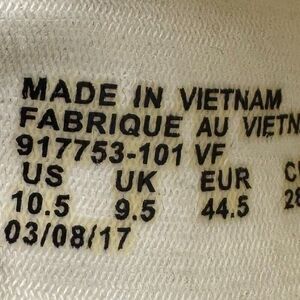 MADE IN VIETNAM
FABRIQUE AU VIETN
917753-101 VF
US UK EUR C
10.5 9.5 44.5 28
03/08/17